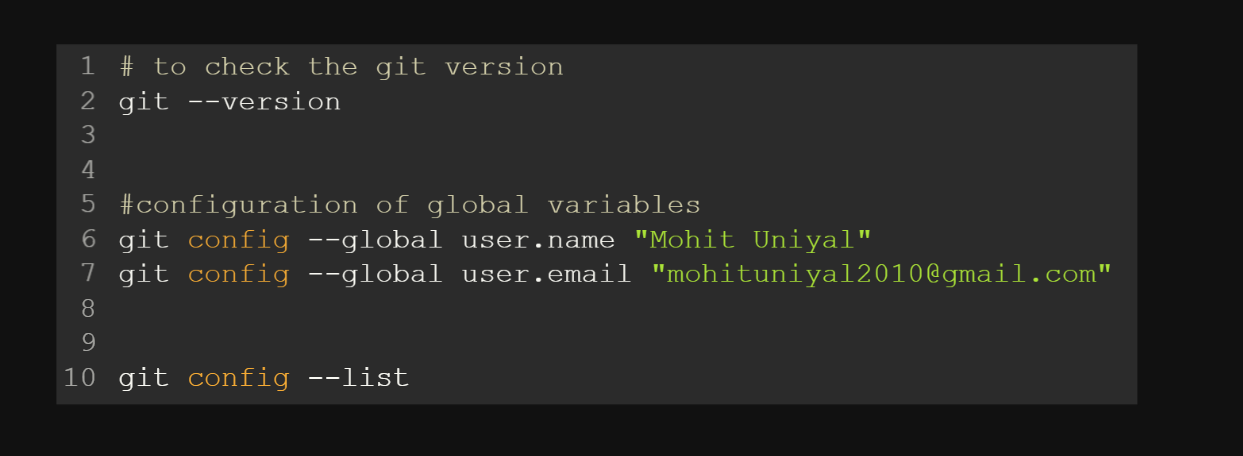 1 # to check the git version
2 git --version
3
4
5 #configuration of global variables
6 git config --global user.name "Mohit Uniyal"
7 git config --global user.email "mohituniyal2010@gmail.com"
8
9
10 git config --list